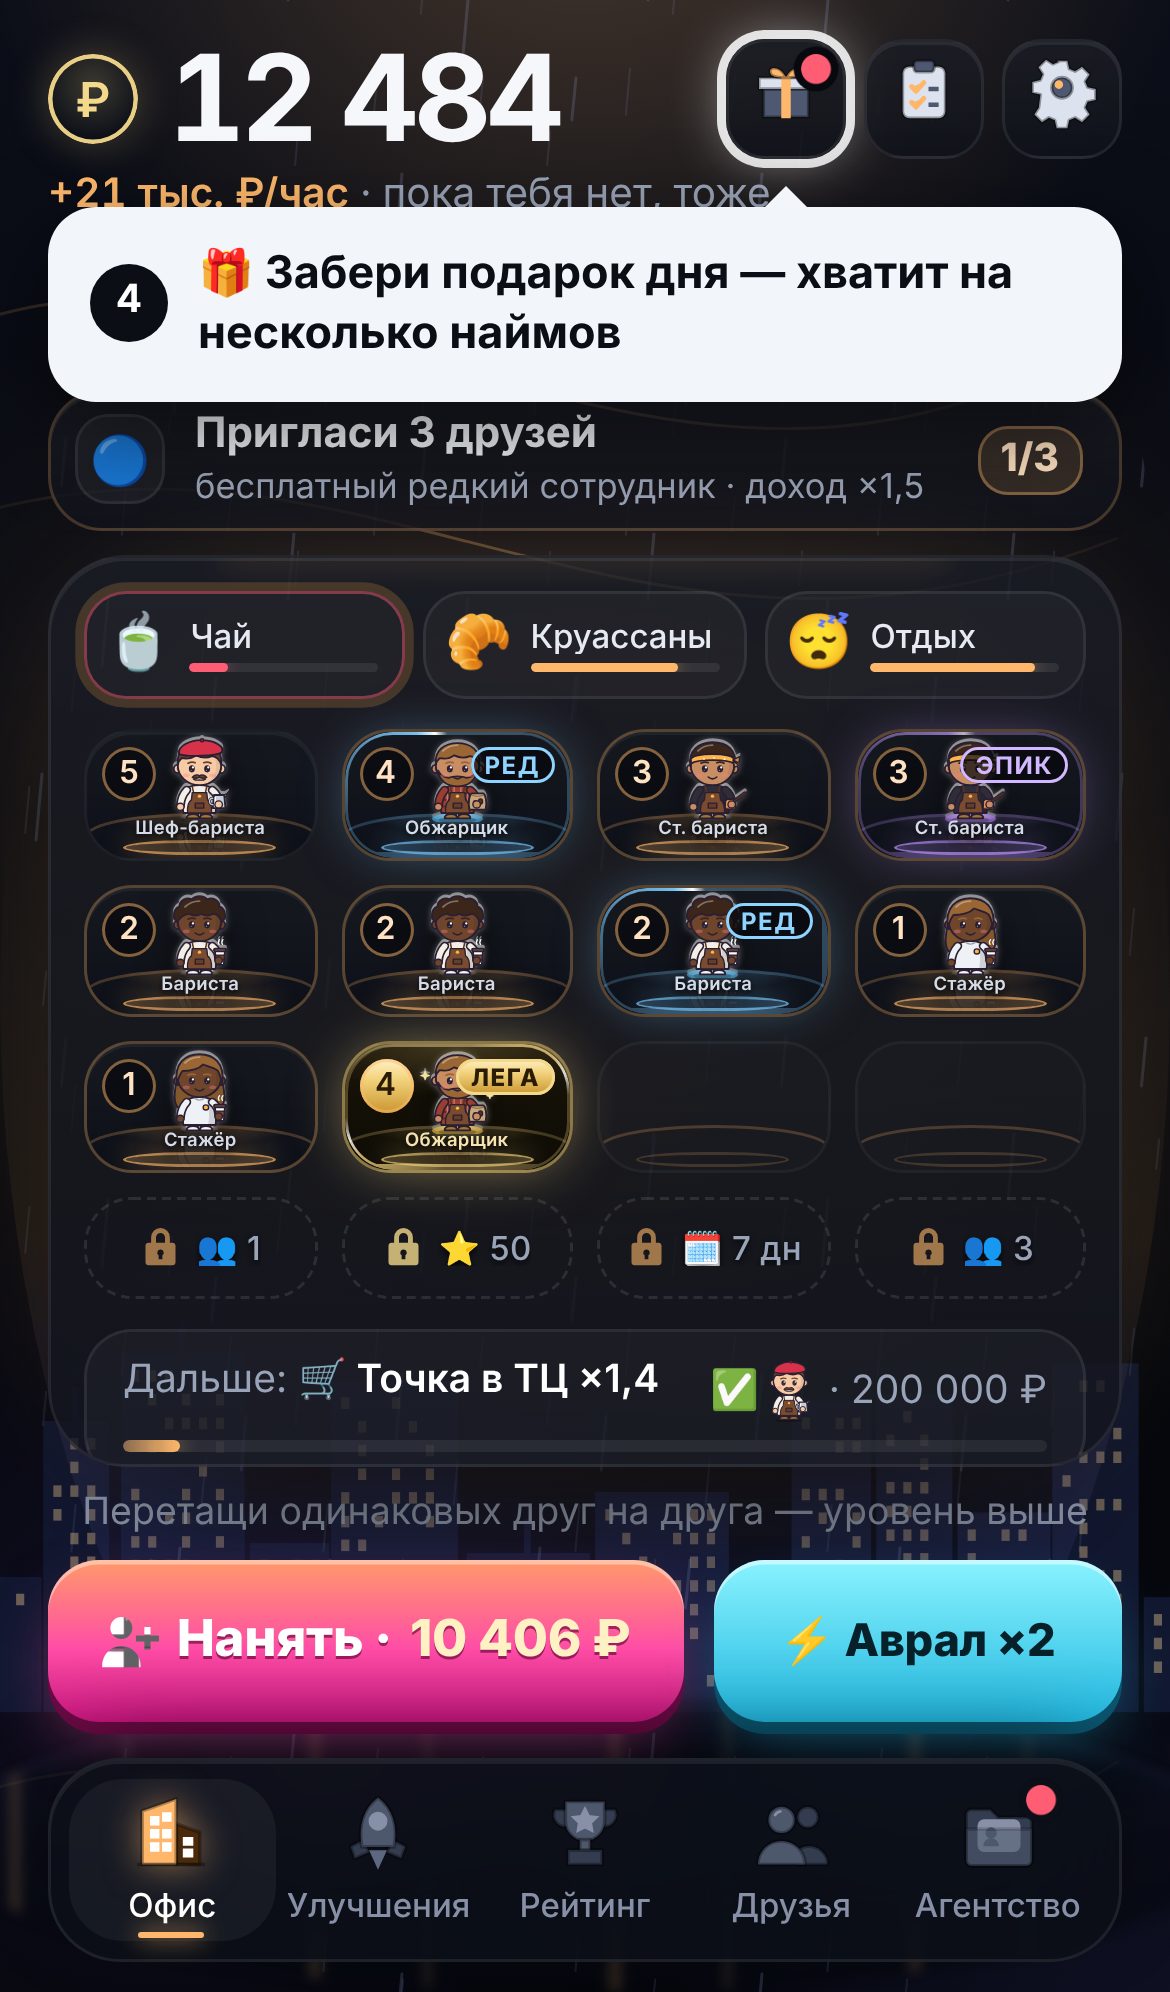 ₽ 12 484
+21 тыс. ₽/час · пока тебя нет, тоже
4 Забери подарок дня — хватит на
несколько наймов
Пригласи 3 друзей
бесплатный редкий сотрудник · доход ×1,5
1/3
Чай
Круассаны
Отдых
5 Шеф-бариста
4 РЕД Обжарщик
3 Ст. бариста
3 ЭПИК Ст. бариста
2 Бариста
2 Бариста
2 РЕД Бариста
1 Стажёр
1 Стажёр
4 ЛЕГА Обжарщик
1
50
7 дн
3
Дальше: Точка в ТЦ ×1,4
· 200 000 ₽
Перетащи одинаковых друг на друга — уровень выше
Нанять · 10 406 ₽
Аврал ×2
Офис
Улучшения
Рейтинг
Друзья
Агентство